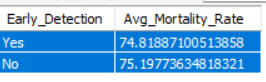 Early_Detection Avg_Mortality_Rate
Yes 74.81887100513858
No 75.19773634818321